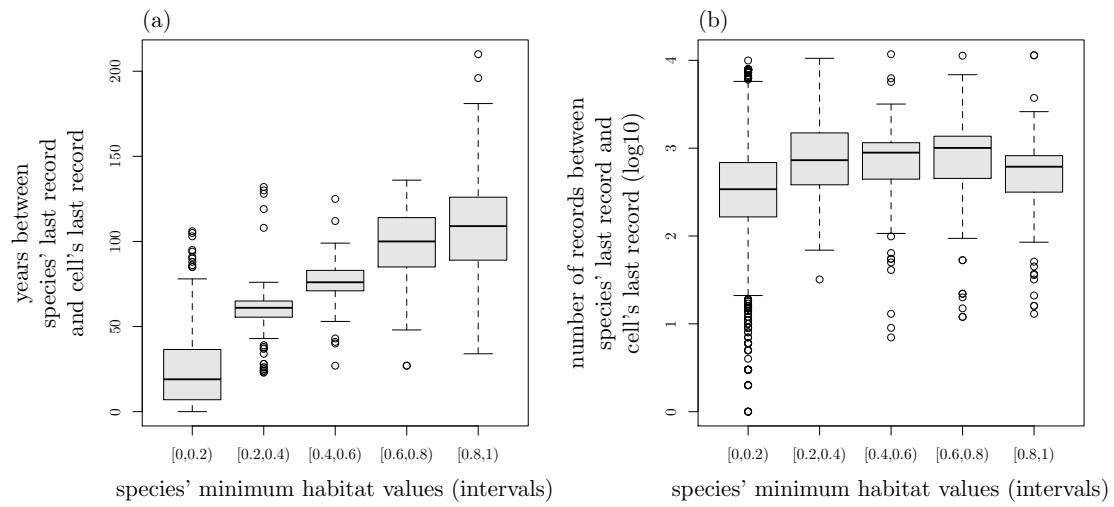 (a)
years between
species' last record
and cell's last record
0
50
100
150
200
[0,0.2)
[0.2,0.4)
[0.4,0.6)
[0.6,0.8)
[0.8,1)
species' minimum habitat values (intervals)
(b)
number of records between
species' last record and
cell's last record (log10)
0
1
2
3
4
[0,0.2)
[0.2,0.4)
[0.4,0.6)
[0.6,0.8)
[0.8,1)
species' minimum habitat values (intervals)